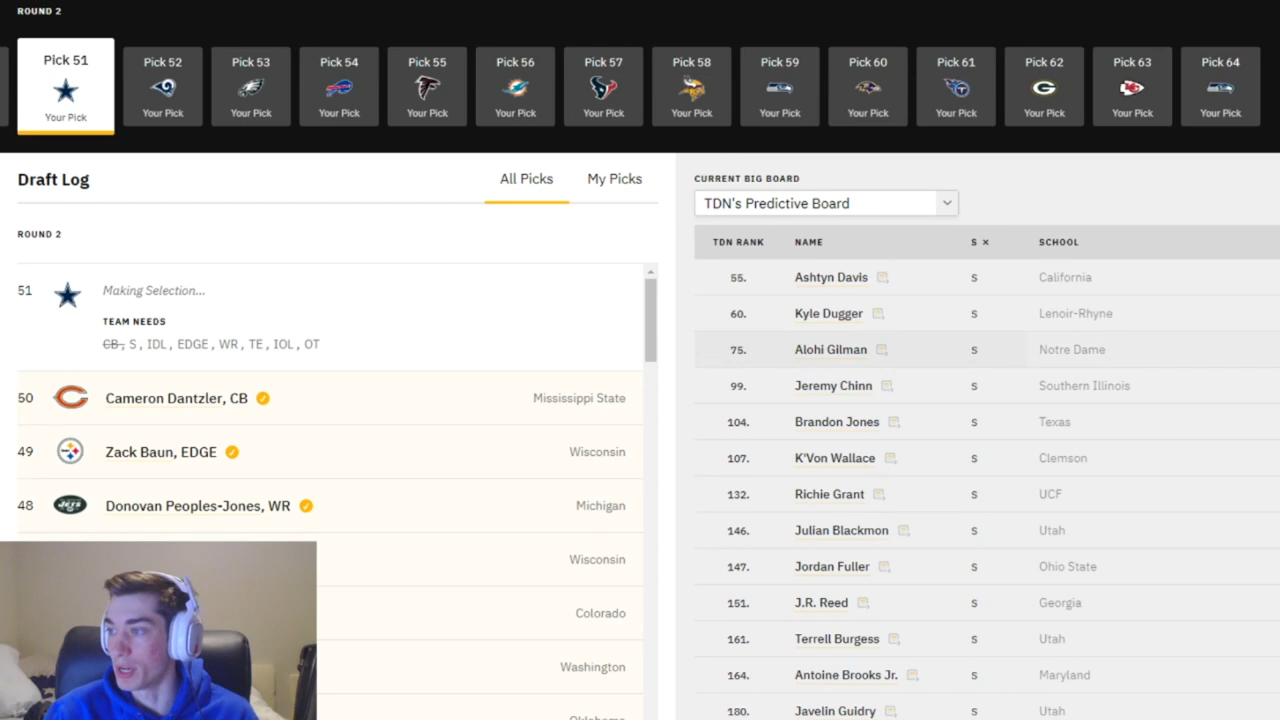 ROUND 2
Pick 51 Pick 52 Pick 53 Pick 54 Pick 55 Pick 56 Pick 57 Pick 58 Pick 59 Pick 60 Pick 61 Pick 62 Pick 63 Pick 64
Your Pick Your Pick Your Pick Your Pick Your Pick Your Pick Your Pick Your Pick Your Pick Your Pick Your Pick Your Pick Your Pick Your Pick
Draft Log All Picks My Picks
ROUND 2
51 Making Selection...
TEAM NEEDS
CB, S, IDL, EDGE, WR, TE, IOL, OT
50 Cameron Dantzler, CB Mississippi State
49 Zack Baun, EDGE Wisconsin
48 JETS Donovan Peoples-Jones, WR Michigan
Wisconsin
Colorado
Washington
Oklahoma
CURRENT BIG BOARD
TDN's Predictive Board
TDN RANK NAME S × SCHOOL
55. Ashtyn Davis S California
60. Kyle Dugger S Lenoir-Rhyne
75. Alohi Gilman S Notre Dame
99. Jeremy Chinn S Southern Illinois
104. Brandon Jones S Texas
107. K'Von Wallace S Clemson
132. Richie Grant S UCF
146. Julian Blackmon S Utah
147. Jordan Fuller S Ohio State
151. J.R. Reed S Georgia
161. Terrell Burgess S Utah
164. Antoine Brooks Jr. S Maryland
180. Javelin Guidry S Utah